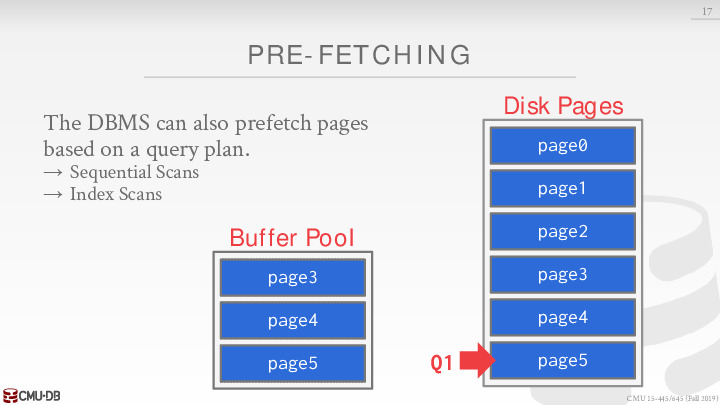 17
PRE-FETCHING
The DBMS can also prefetch pages
based on a query plan.
→ Sequential Scans
→ Index Scans
Buffer Pool
page3
page4
page5
Disk Pages
page0
page1
page2
page3
page4
page5
Q1
CMU·DB
CMU 15-445/645 (Fall 2019)